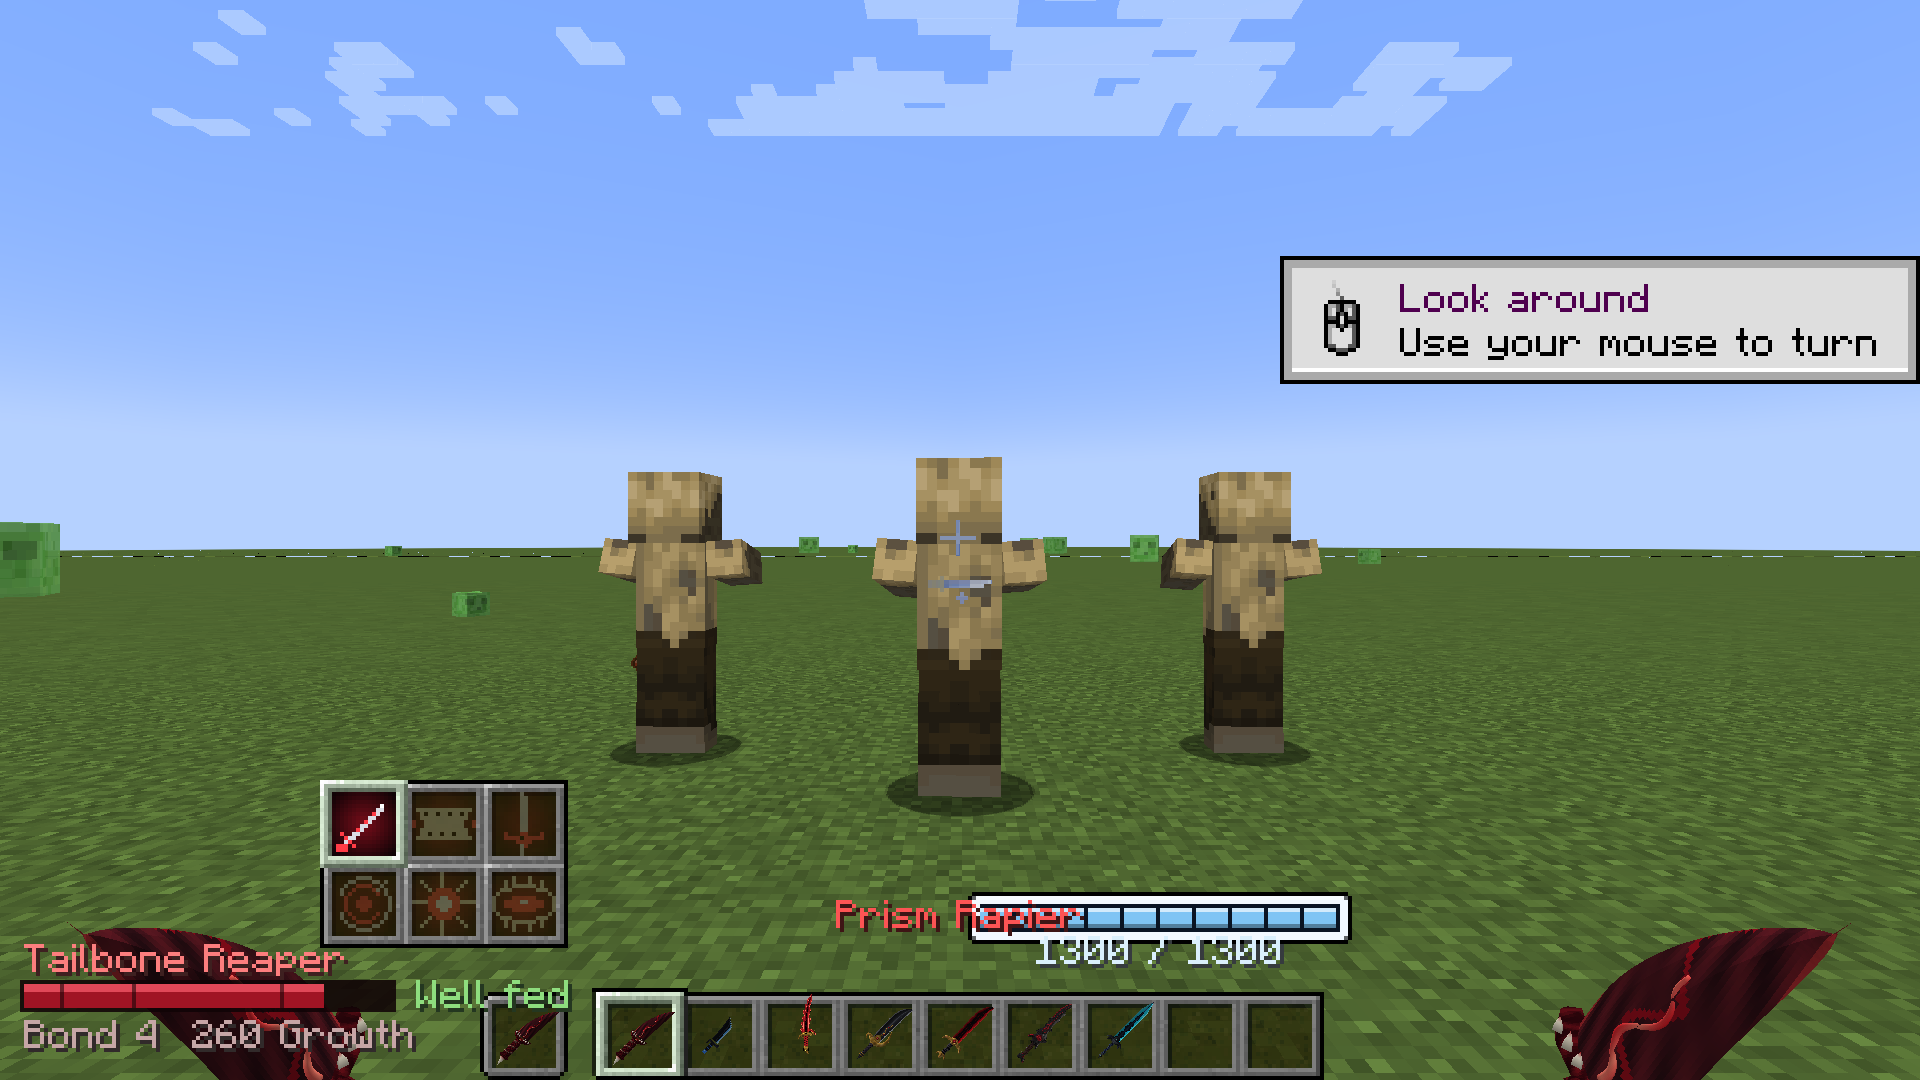 Look around
Use your mouse to turn
Prism Rapier
1300 / 1300
Tailbone Reaper
Well fed
Bond 4 260 Growth